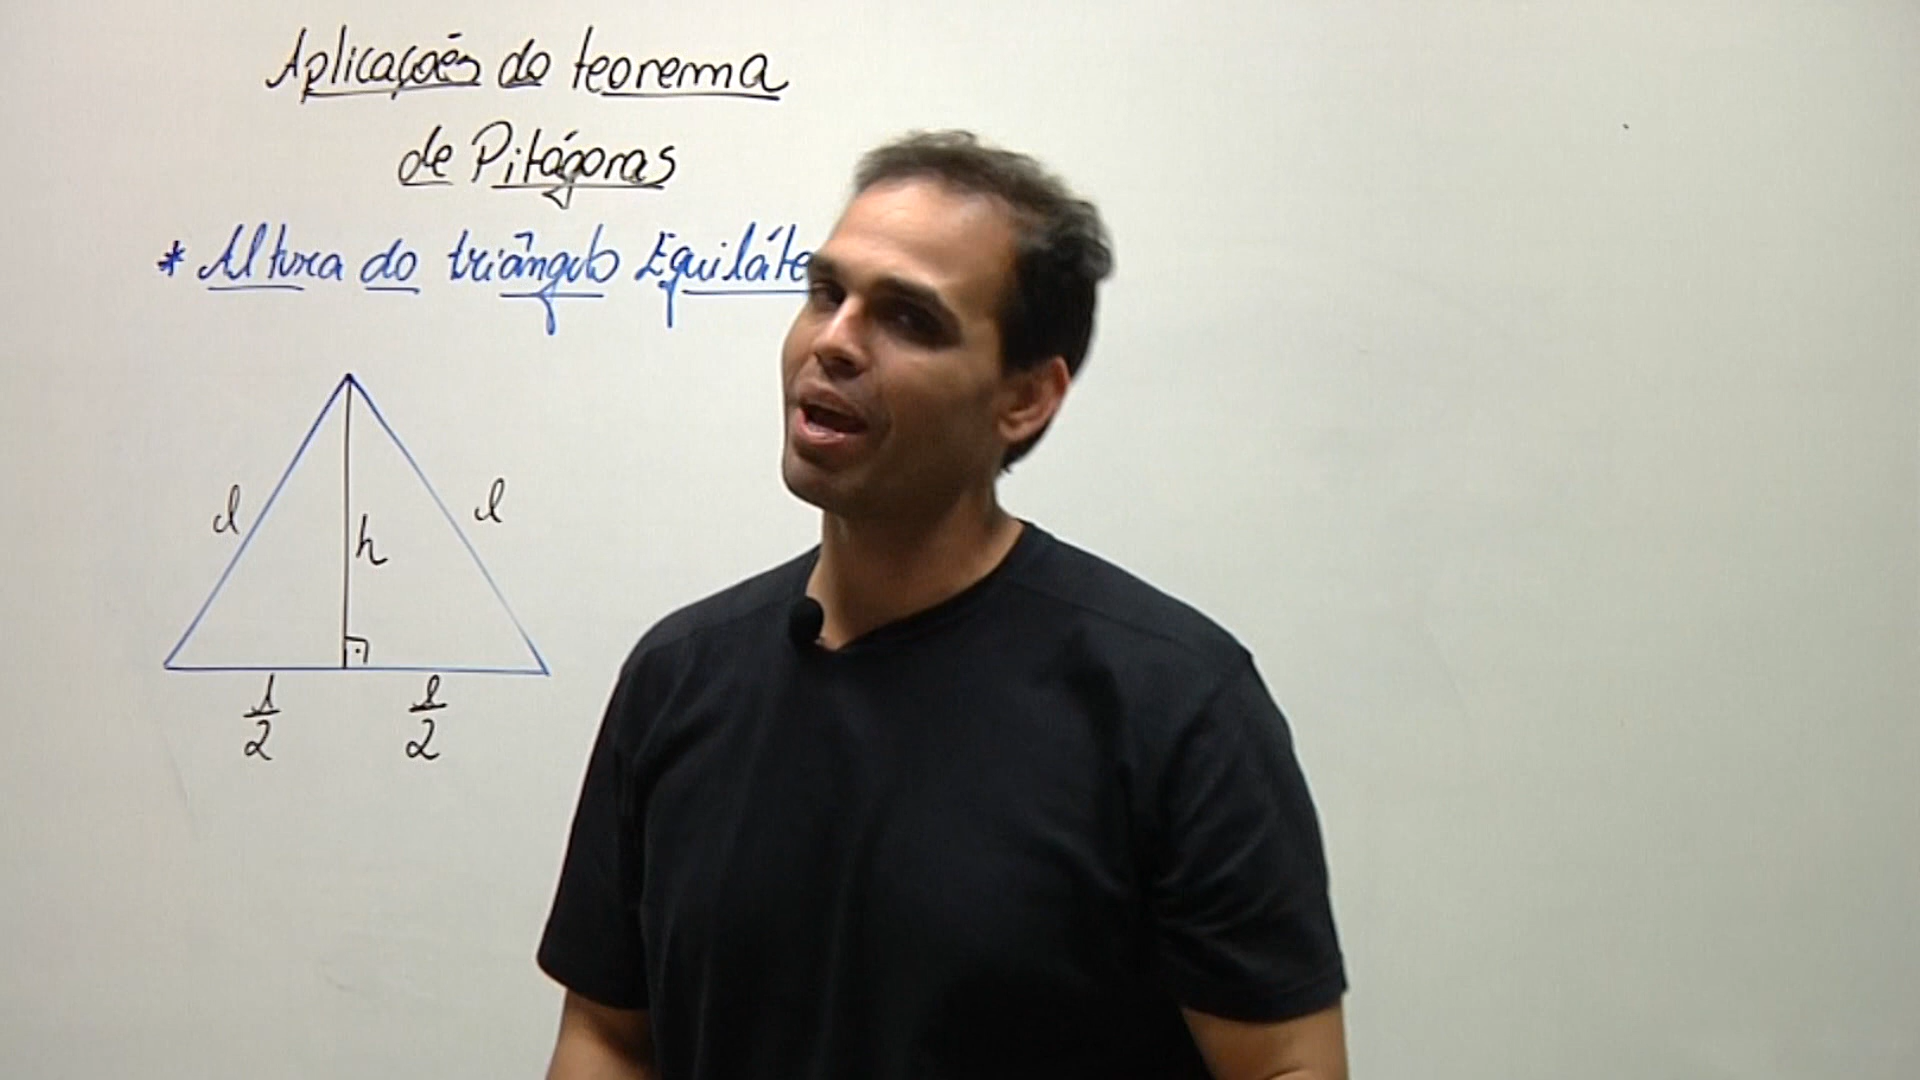 Aplicações do teorema
de Pitágoras
* Altura do triângulo Equiláte
l
l
h
l
2
l
2